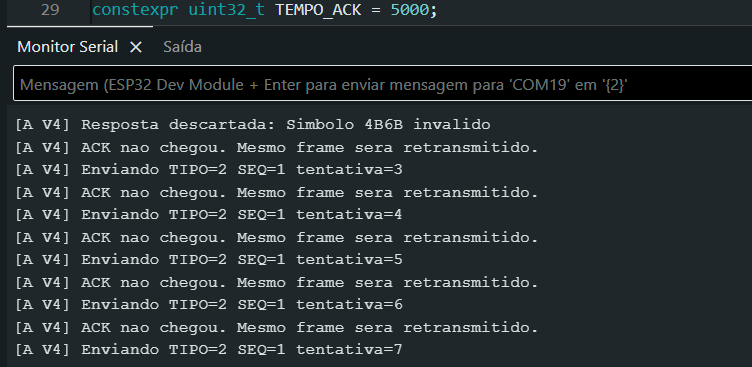 29 constexpr uint32_t TEMPO_ACK = 5000;
Monitor Serial × Saída
Mensagem (ESP32 Dev Module + Enter para enviar mensagem para 'COM19' em '{2}'
[A V4] Resposta descartada: Simbolo 4B6B invalido
[A V4] ACK nao chegou. Mesmo frame sera retransmitido.
[A V4] Enviando TIPO=2 SEQ=1 tentativa=3
[A V4] ACK nao chegou. Mesmo frame sera retransmitido.
[A V4] Enviando TIPO=2 SEQ=1 tentativa=4
[A V4] ACK nao chegou. Mesmo frame sera retransmitido.
[A V4] Enviando TIPO=2 SEQ=1 tentativa=5
[A V4] ACK nao chegou. Mesmo frame sera retransmitido.
[A V4] Enviando TIPO=2 SEQ=1 tentativa=6
[A V4] ACK nao chegou. Mesmo frame sera retransmitido.
[A V4] Enviando TIPO=2 SEQ=1 tentativa=7